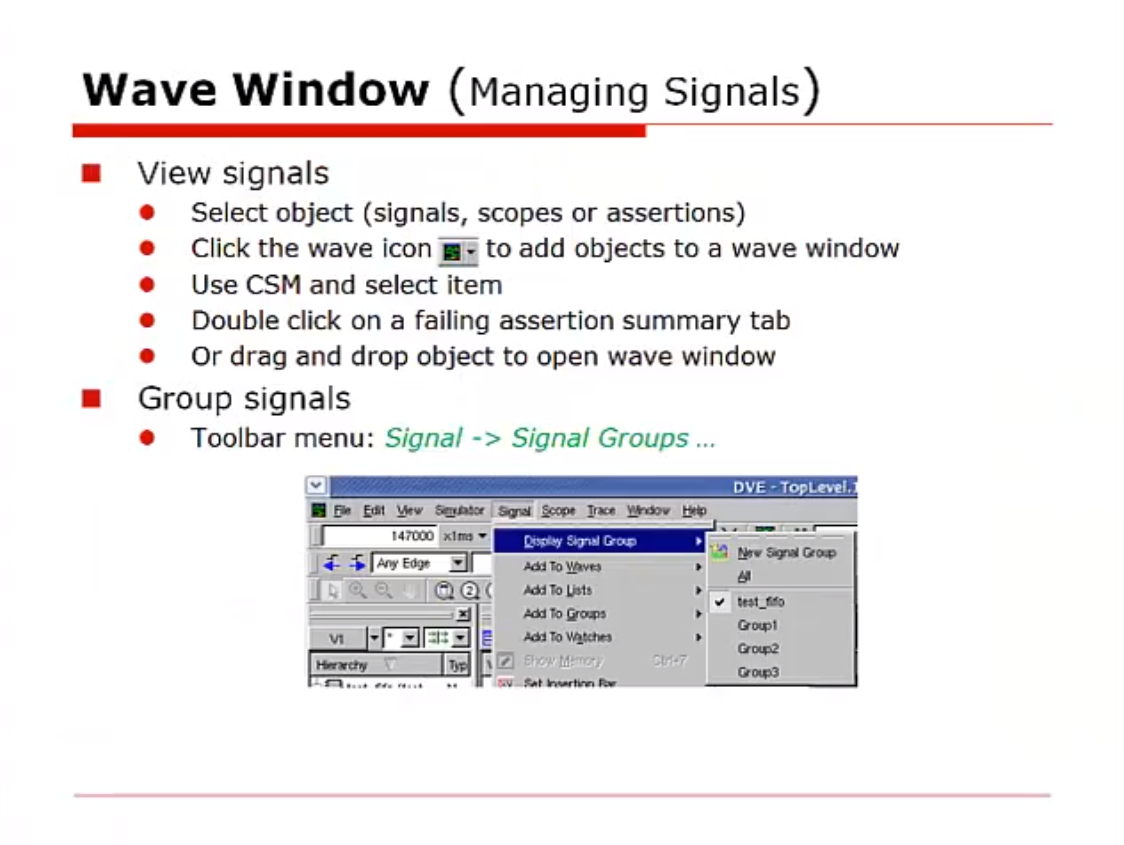 Wave Window (Managing Signals)
View signals
Select object (signals, scopes or assertions)
Click the wave icon to add objects to a wave window
Use CSM and select item
Double click on a failing assertion summary tab
Or drag and drop object to open wave window
Group signals
Toolbar menu: Signal -> Signal Groups ...
DVE - TopLevel.1
File Edit View Simulator Signal Scope Trace Window Help
147000 x1ms
Display Signal Group
New Signal Group
Any Edge
Add To Waves
All
Add To Lists
test_fifo
Add To Groups
Group1
V1 *
Add To Watches
Group2
Hierarchy Typ
Show Memory Ctrl+7
Group3
Set Insertion Bar